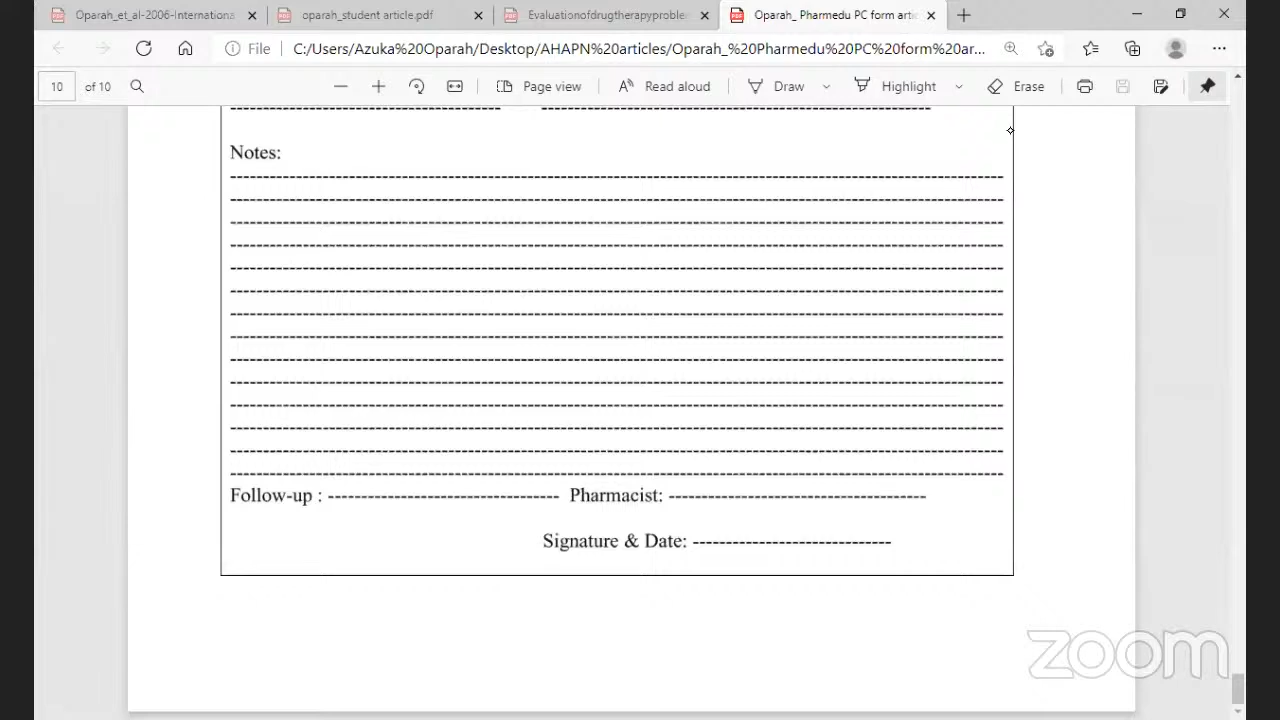 Oparah_et_al-2006-Internationa
oparah_student article.pdf
Evaluationofdrugtherapyproble
Oparah_ Pharmedu PC form artic
File
C:/Users/Azuka%20Oparah/Desktop/AHAPN%20articles/Oparah_%20Pharmedu%20PC%20form%20ar...
10 of 10
Page view
Read aloud
Draw
Highlight
Erase
Notes:
Follow-up : ----------------------------------- Pharmacist: ---------------------------------------
Signature & Date: ------------------------------
zoom